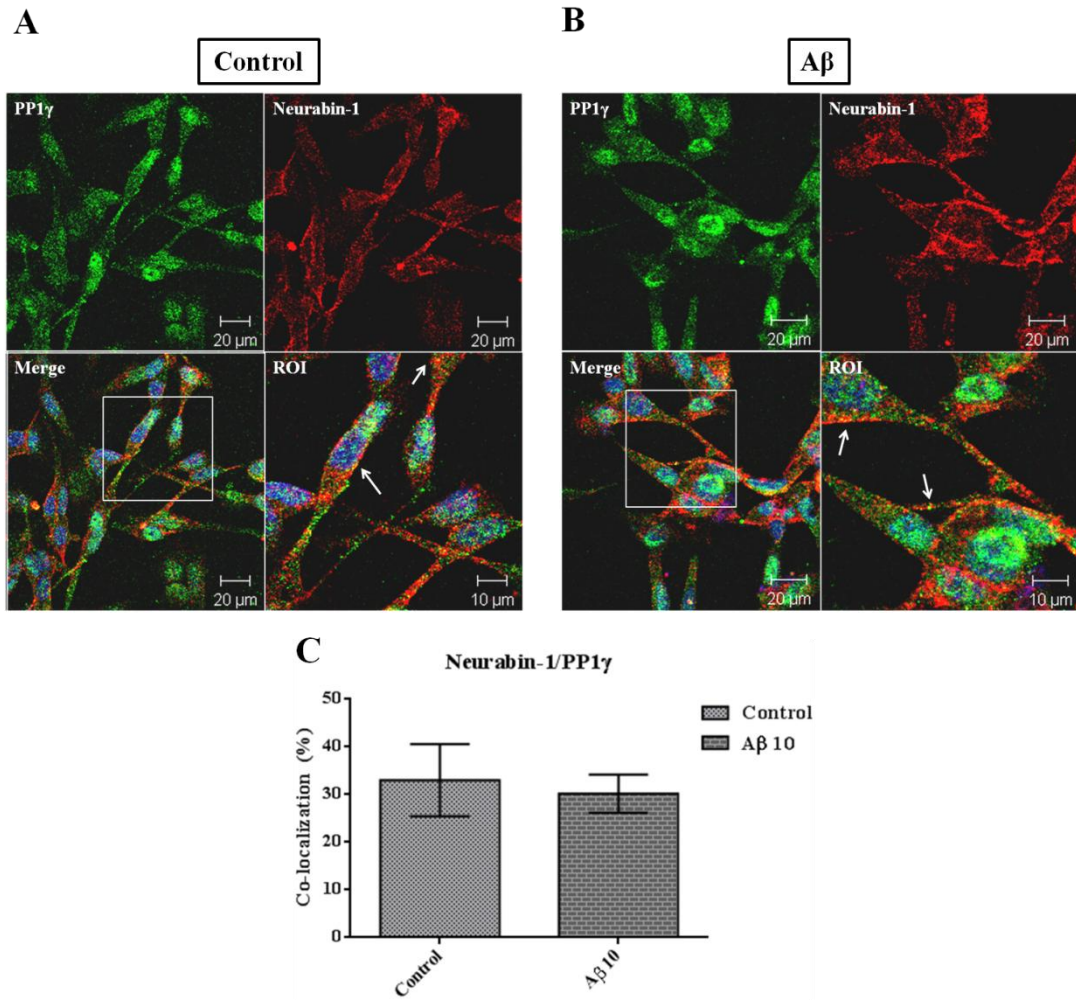 A
Control
PP1γ
Neurabin-1
20 µm
20 µm
Merge
ROI
20 µm
10 µm
B
Aβ
PP1γ
Neurabin-1
20 µm
20 µm
Merge
ROI
20 µm
10 µm
C
Neurabin-1/PP1γ
Co-localization (%)
50
40
30
20
10
0
Control
Aβ 10
Control
Aβ 10